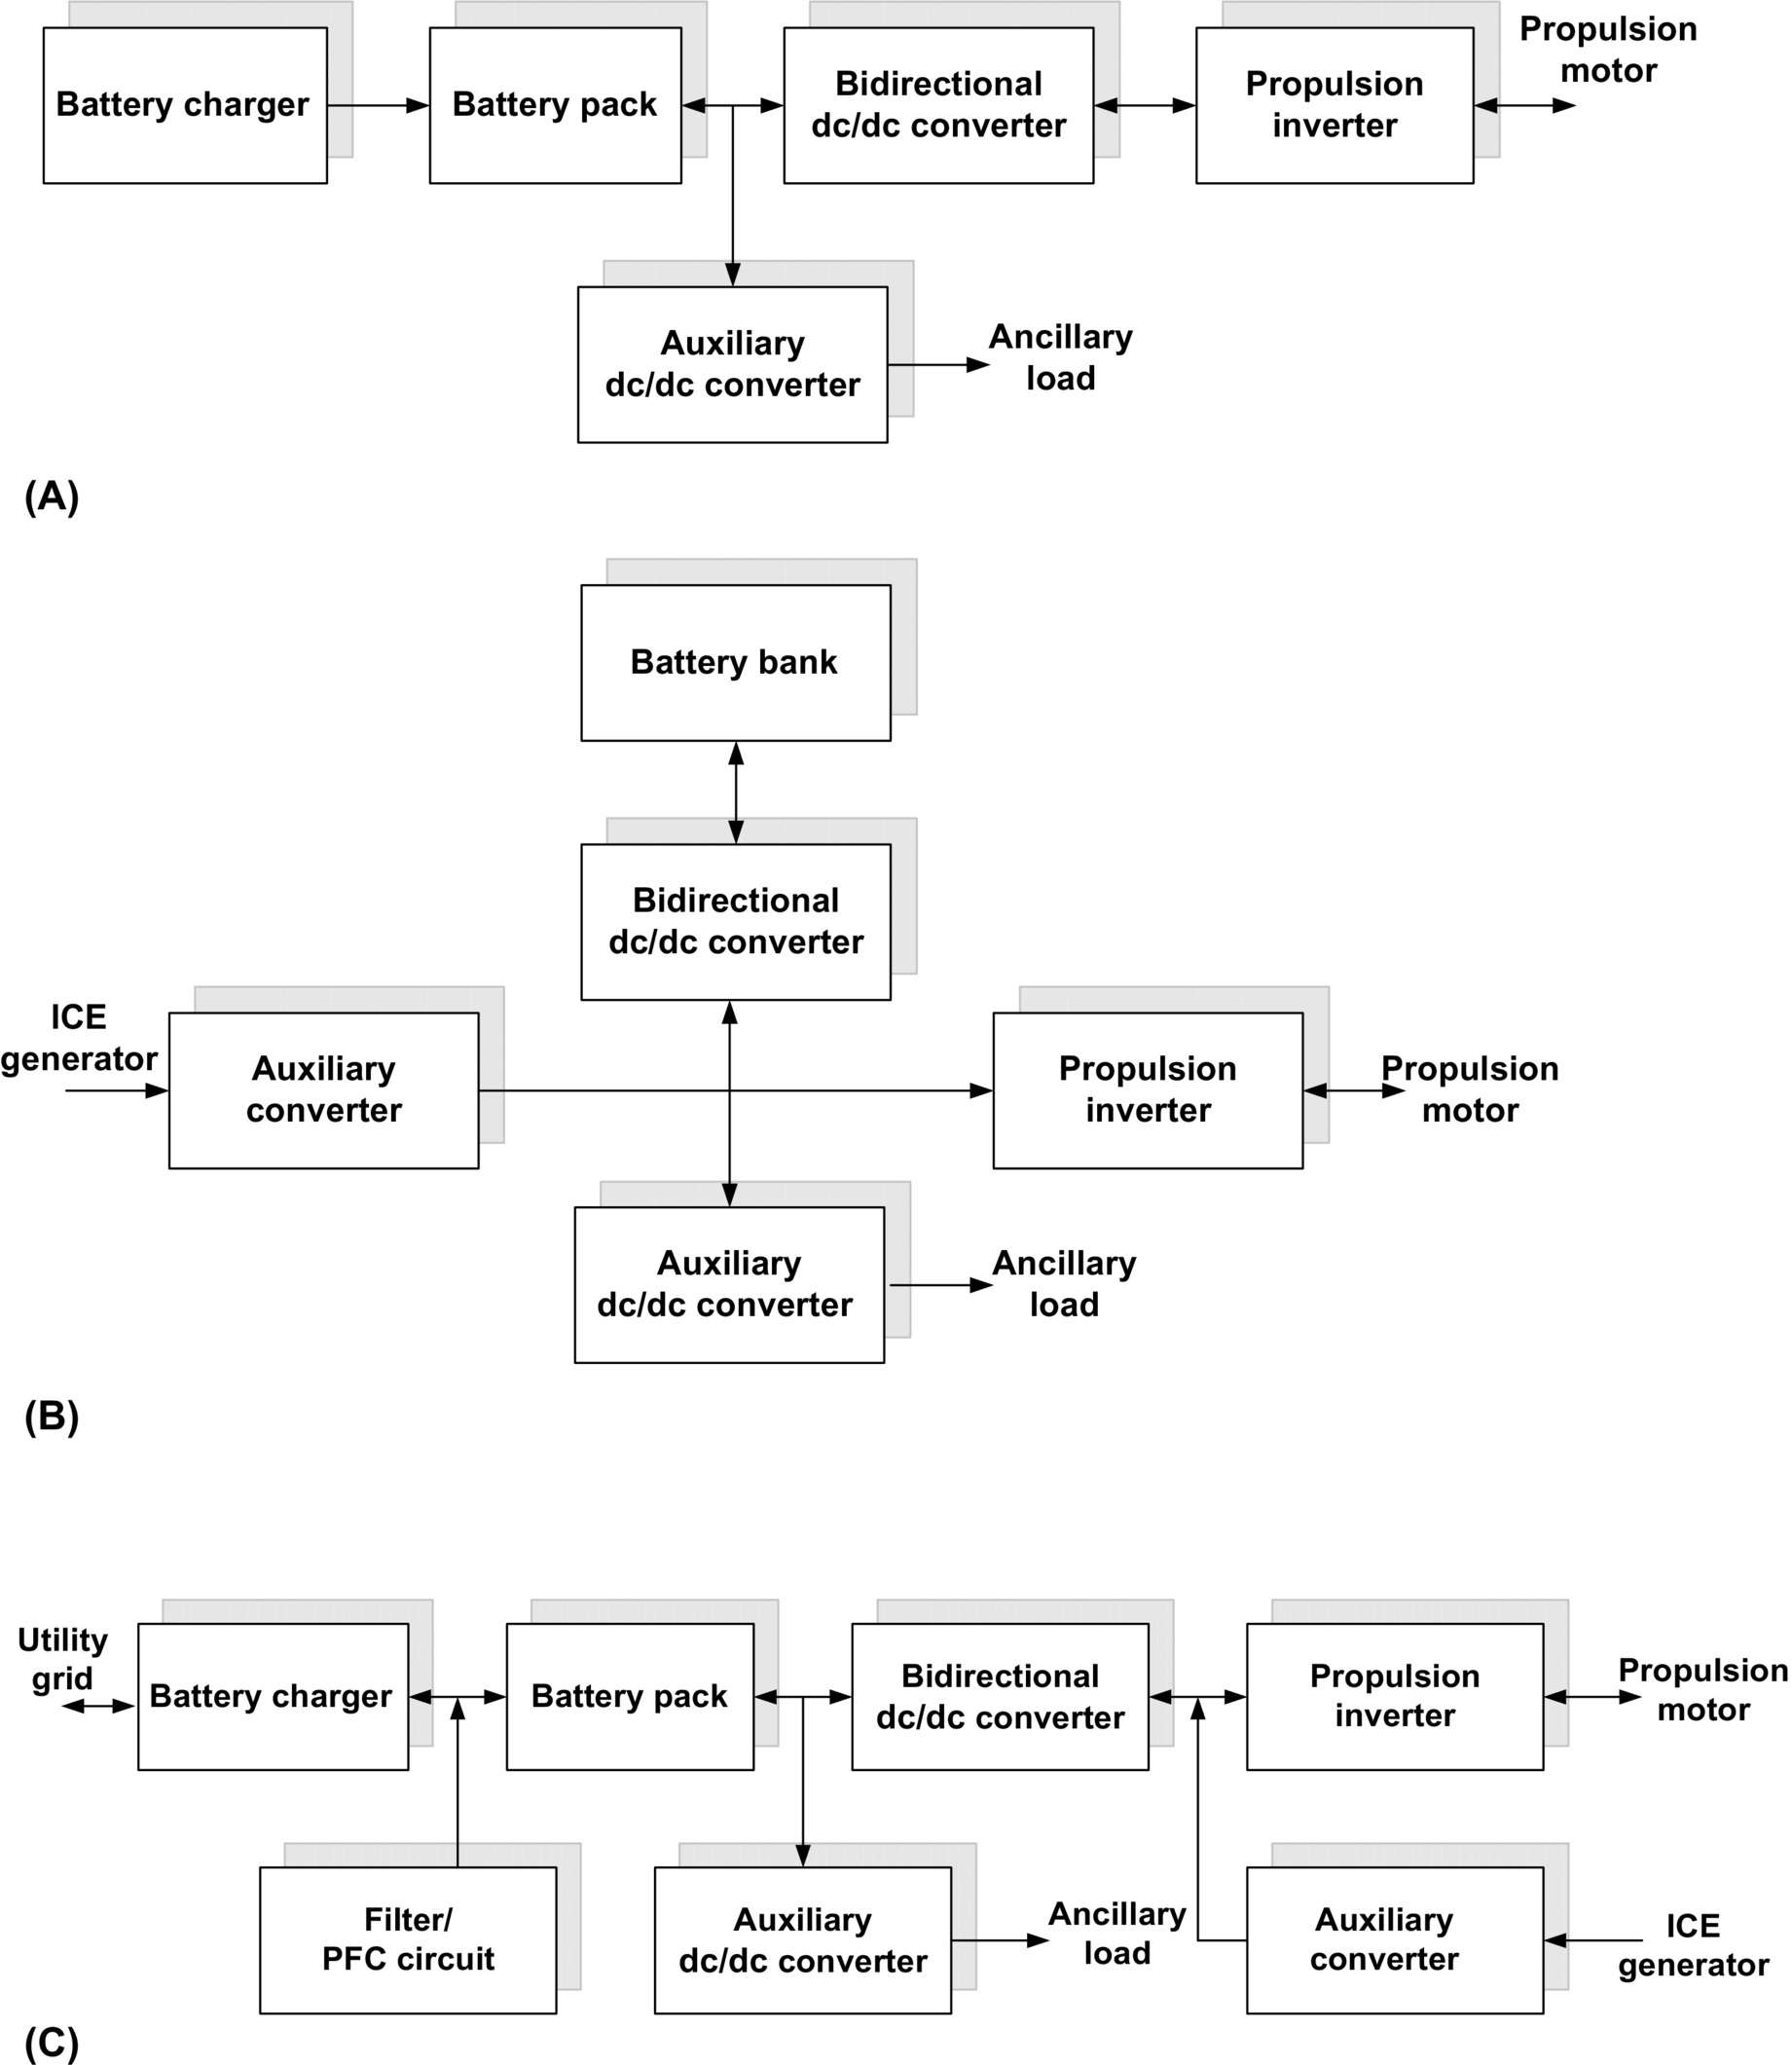 Battery charger
Battery pack
Bidirectional
dc/dc converter
Propulsion
inverter
Propulsion
motor
Auxiliary
dc/dc converter
Ancillary
load
(A)
Battery bank
Bidirectional
dc/dc converter
ICE
generator
Auxiliary
converter
Propulsion
inverter
Propulsion
motor
Auxiliary
dc/dc converter
Ancillary
load
(B)
Utility
grid
Battery charger
Battery pack
Bidirectional
dc/dc converter
Propulsion
inverter
Propulsion
motor
Filter/
PFC circuit
Auxiliary
dc/dc converter
Ancillary
load
Auxiliary
converter
ICE
generator
(C)